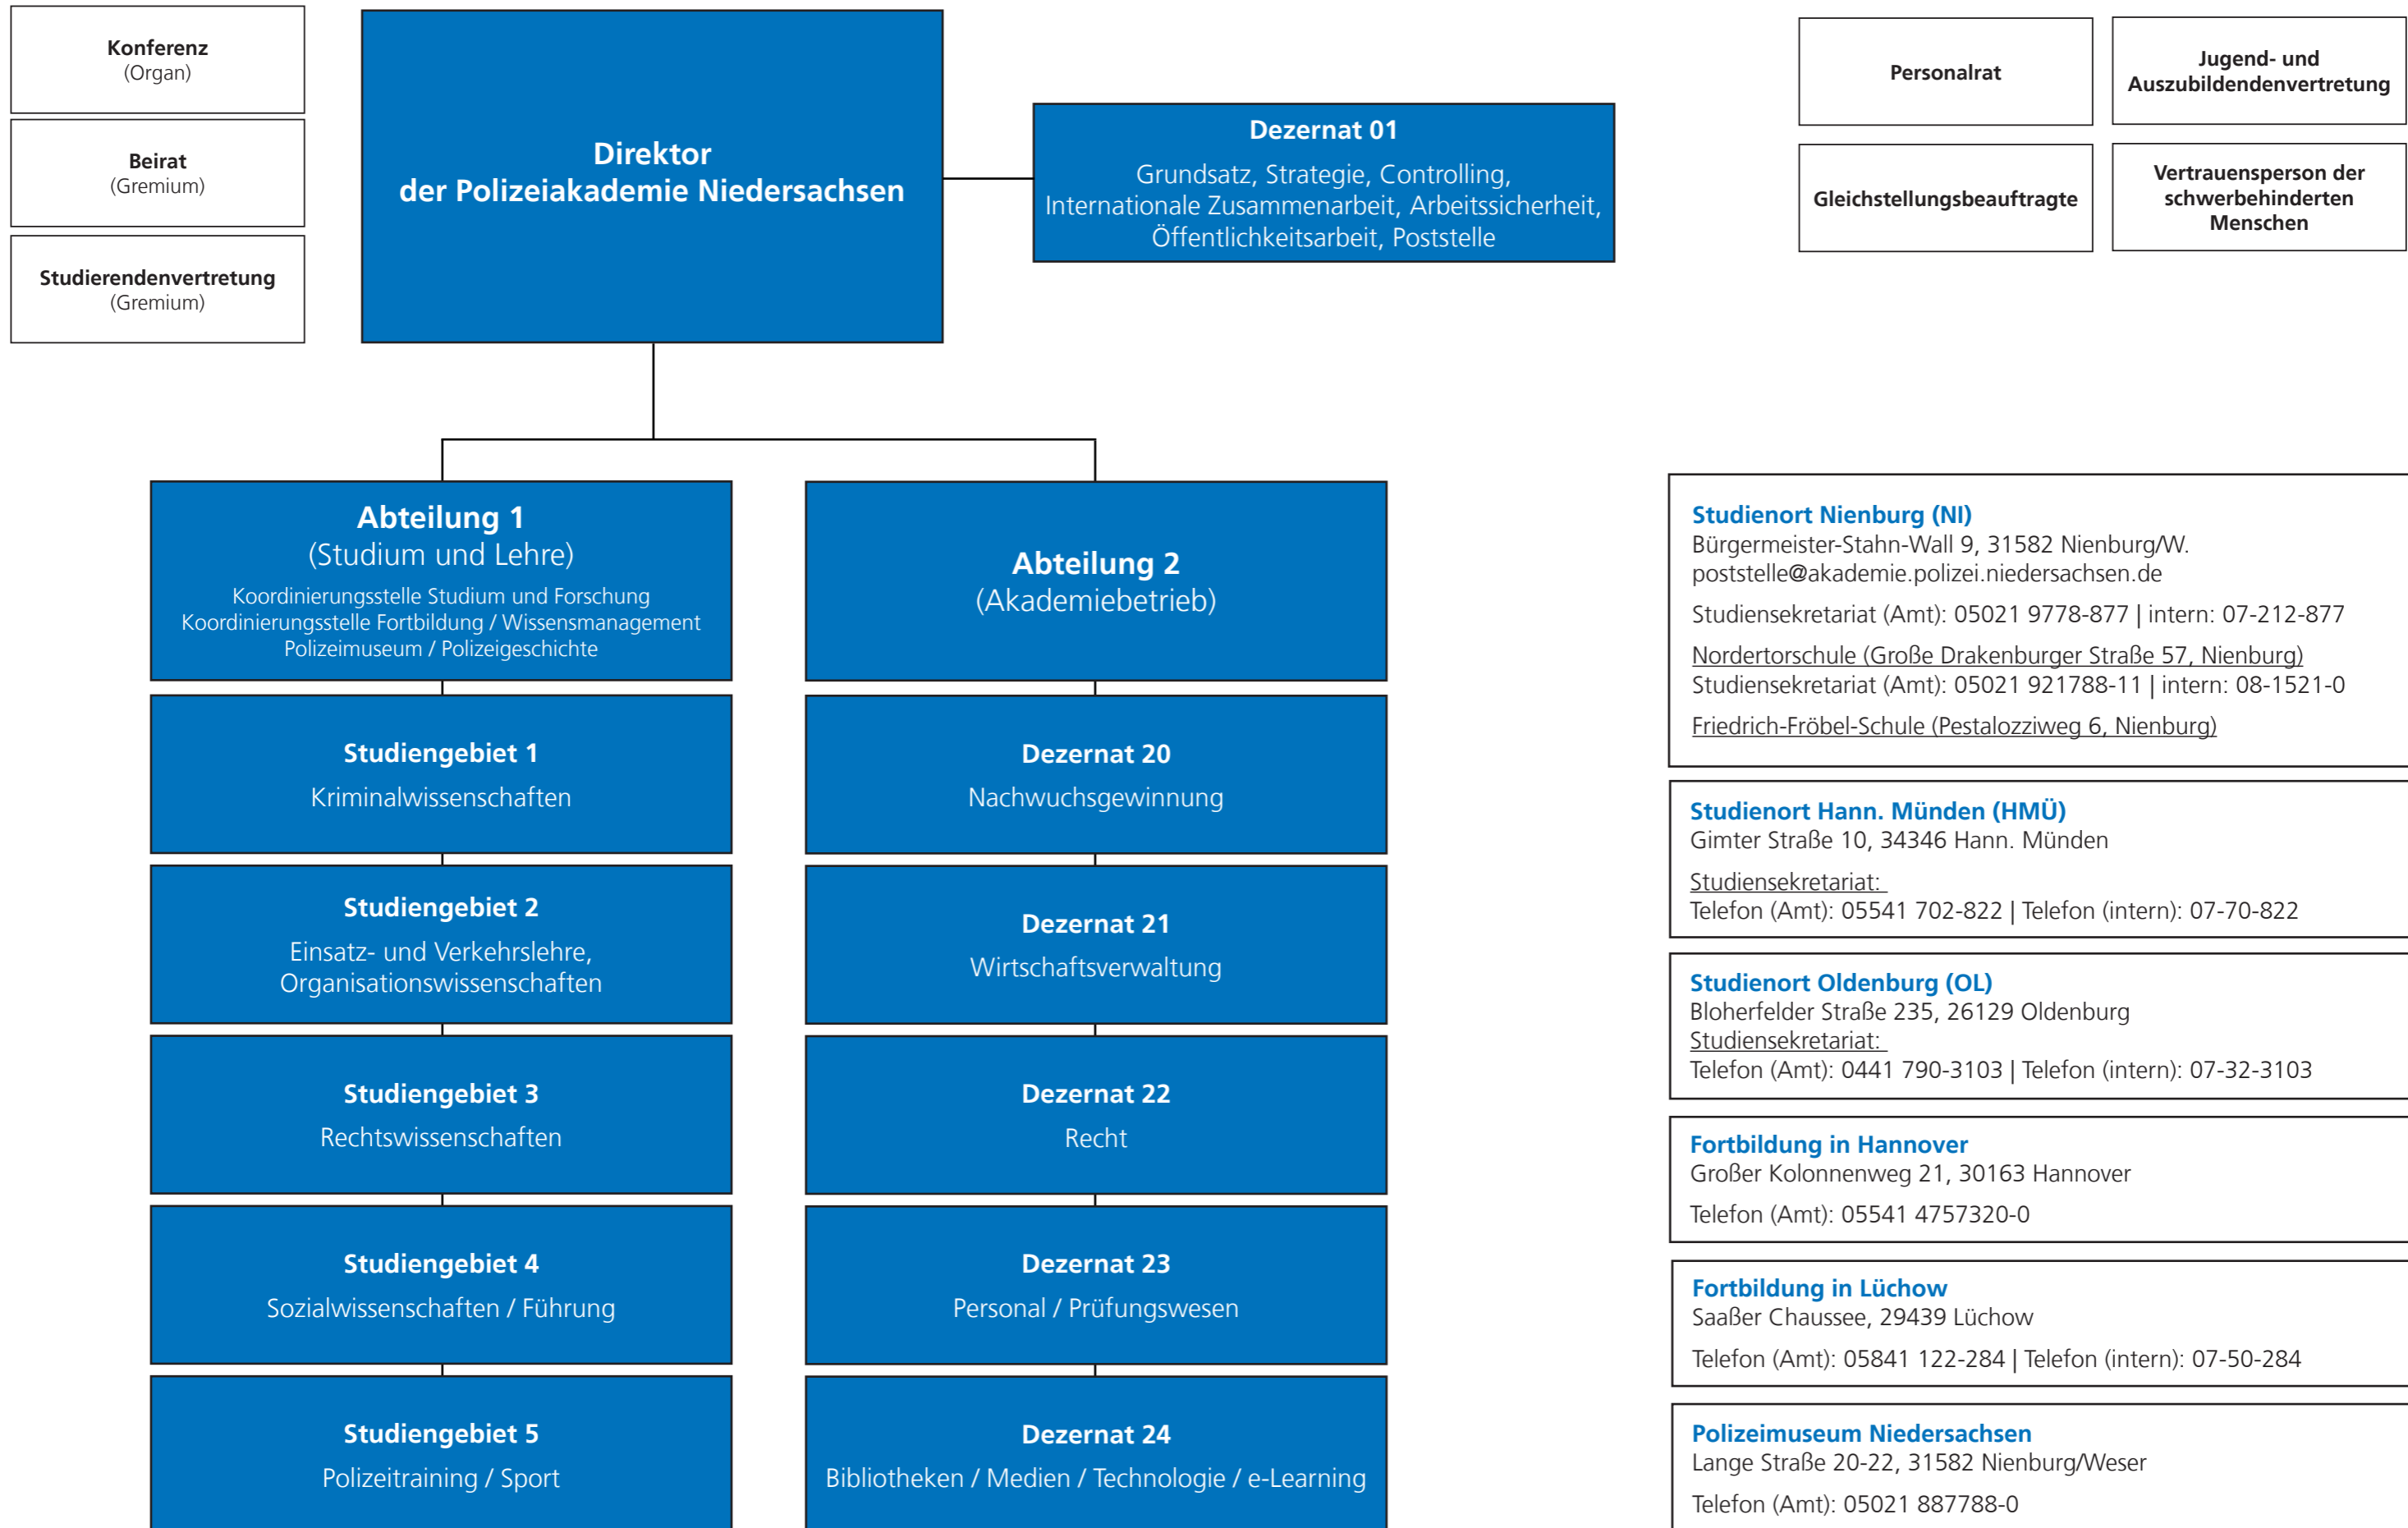 Konferenz
(Organ)
Beirat
(Gremium)
Studierendenvertretung
(Gremium)
Direktor
der Polizeiakademie Niedersachsen
Dezernat 01
Grundsatz, Strategie, Controlling,
Internationale Zusammenarbeit, Arbeitssicherheit,
Öffentlichkeitsarbeit, Poststelle
Personalrat
Jugend- und
Auszubildendenvertretung
Gleichstellungsbeauftragte
Vertrauensperson der
schwerbehinderten
Menschen
Abteilung 1
(Studium und Lehre)
Koordinierungsstelle Studium und Forschung
Koordinierungsstelle Fortbildung / Wissensmanagement
Polizeimuseum / Polizeigeschichte
Studiengebiet 1
Kriminalwissenschaften
Studiengebiet 2
Einsatz- und Verkehrslehre,
Organisationswissenschaften
Studiengebiet 3
Rechtswissenschaften
Studiengebiet 4
Sozialwissenschaften / Führung
Studiengebiet 5
Polizeitraining / Sport
Abteilung 2
(Akademiebetrieb)
Dezernat 20
Nachwuchsgewinnung
Dezernat 21
Wirtschaftsverwaltung
Dezernat 22
Recht
Dezernat 23
Personal / Prüfungswesen
Dezernat 24
Bibliotheken / Medien / Technologie / e-Learning
Studienort Nienburg (NI)
Bürgermeister-Stahn-Wall 9, 31582 Nienburg/W.
poststelle@akademie.polizei.niedersachsen.de
Studiensekretariat (Amt): 05021 9778-877 | intern: 07-212-877
Nordertorschule (Große Drakenburger Straße 57, Nienburg)
Studiensekretariat (Amt): 05021 921788-11 | intern: 08-1521-0
Friedrich-Fröbel-Schule (Pestalozziweg 6, Nienburg)
Studienort Hann. Münden (HMÜ)
Gimter Straße 10, 34346 Hann. Münden
Studiensekretariat:
Telefon (Amt): 05541 702-822 | Telefon (intern): 07-70-822
Studienort Oldenburg (OL)
Bloherfelder Straße 235, 26129 Oldenburg
Studiensekretariat:
Telefon (Amt): 0441 790-3103 | Telefon (intern): 07-32-3103
Fortbildung in Hannover
Großer Kolonnenweg 21, 30163 Hannover
Telefon (Amt): 05541 4757320-0
Fortbildung in Lüchow
Saaßer Chaussee, 29439 Lüchow
Telefon (Amt): 05841 122-284 | Telefon (intern): 07-50-284
Polizeimuseum Niedersachsen
Lange Straße 20-22, 31582 Nienburg/Weser
Telefon (Amt): 05021 887788-0